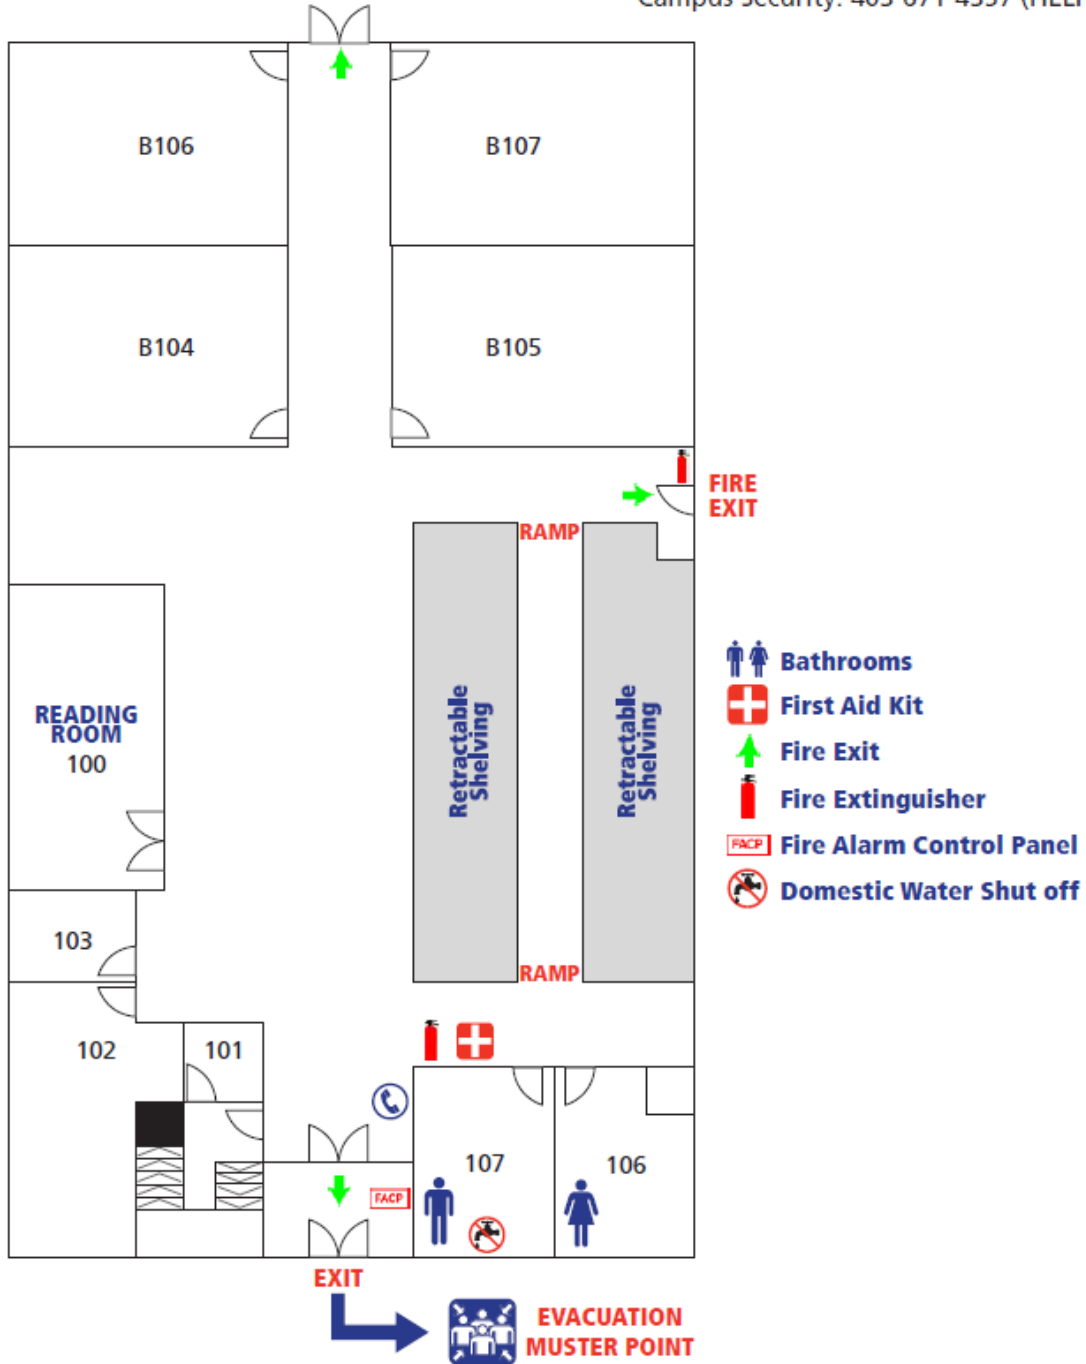 B106
B107
B104
B105
FIRE
EXIT
RAMP
READING
ROOM
100
Retractable
Shelving
Retractable
Shelving
Bathrooms
First Aid Kit
Fire Exit
Fire Extinguisher
FACP Fire Alarm Control Panel
Domestic Water Shut off
103
RAMP
102
101
107
106
FACP
EXIT
EVACUATION
MUSTER POINT